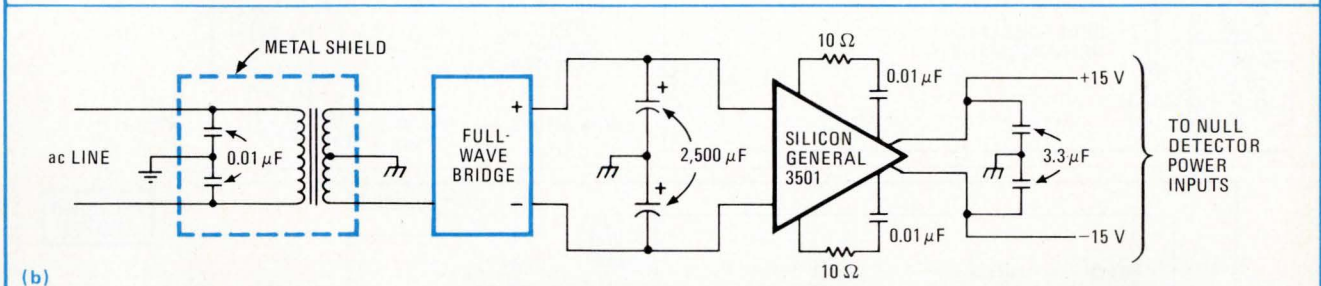 METAL SHIELD
ac LINE
0.01 µF
+
FULL-
WAVE
BRIDGE
−
+
2,500 µF
+
10 Ω
0.01 µF
SILICON
GENERAL
3501
0.01 µF
10 Ω
+15 V
3.3 µF
−15 V
TO NULL
DETECTOR
POWER
INPUTS
(b)